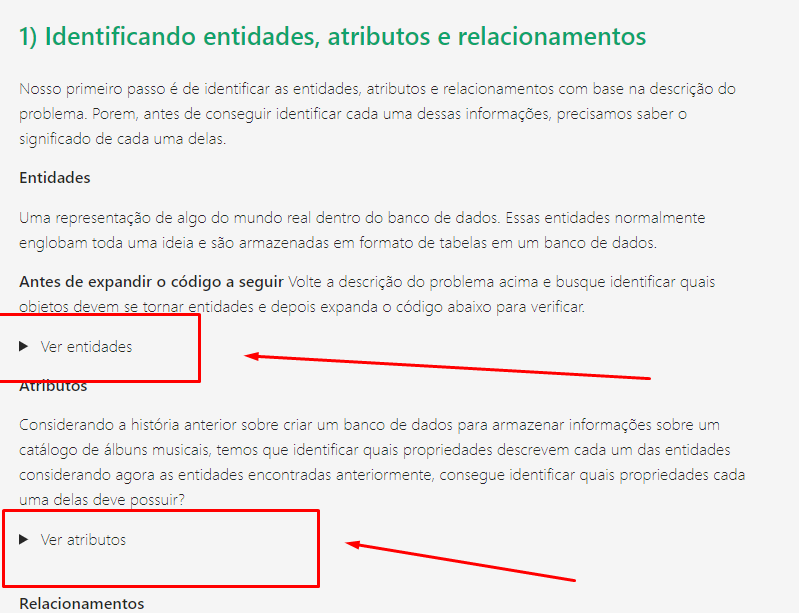 1) Identificando entidades, atributos e relacionamentos
Nosso primeiro passo é de identificar as entidades, atributos e relacionamentos com base na descrição do
problema. Porem, antes de conseguir identificar cada uma dessas informações, precisamos saber o
significado de cada uma delas.
Entidades
Uma representação de algo do mundo real dentro do banco de dados. Essas entidades normalmente
englobam toda uma ideia e são armazenadas em formato de tabelas em um banco de dados.
Antes de expandir o código a seguir Volte a descrição do problema acima e busque identificar quais
objetos devem se tornar entidades e depois expanda o código abaixo para verificar.
Ver entidades
Atributos
Considerando a história anterior sobre criar um banco de dados para armazenar informações sobre um
catálogo de álbuns musicais, temos que identificar quais propriedades descrevem cada um das entidades
considerando agora as entidades encontradas anteriormente, consegue identificar quais propriedades cada
uma delas deve possuir?
Ver atributos
Relacionamentos